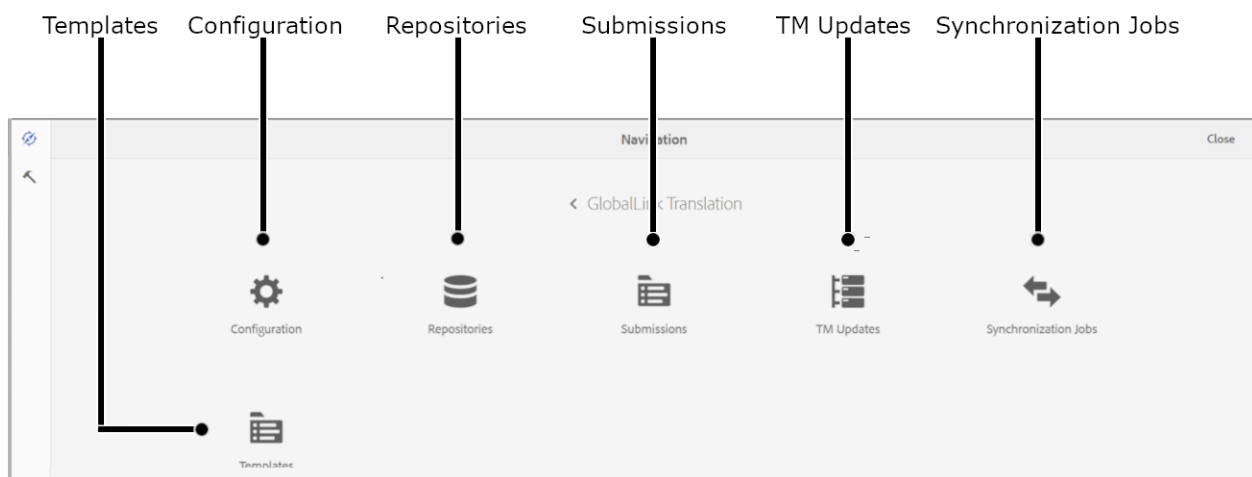 Templates Configuration Repositories Submissions TM Updates Synchronization Jobs
Navigation Close
GlobalLink Translation
Configuration Repositories Submissions TM Updates Synchronization Jobs
Templates